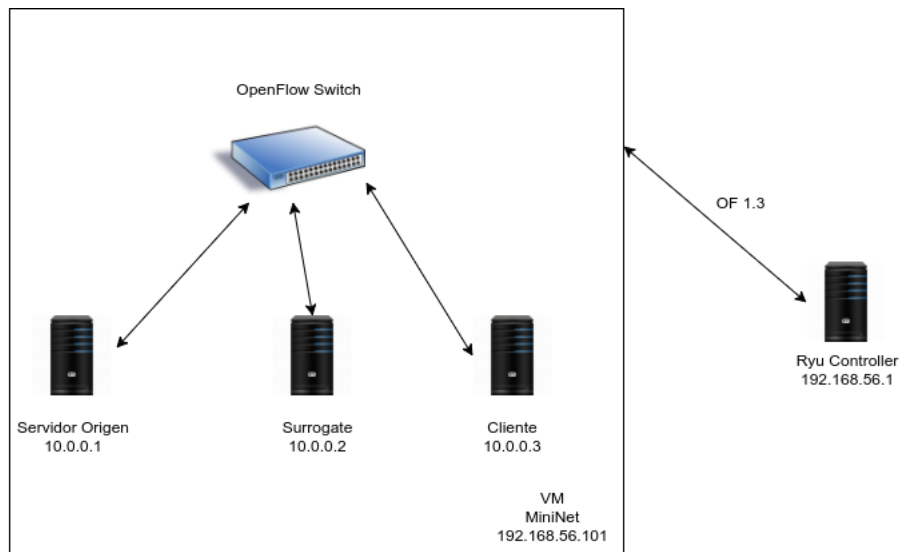 OpenFlow Switch
OF 1.3
Servidor Origen
10.0.0.1
Surrogate
10.0.0.2
Cliente
10.0.0.3
Ryu Controller
192.168.56.1
VM
MiniNet
192.168.56.101